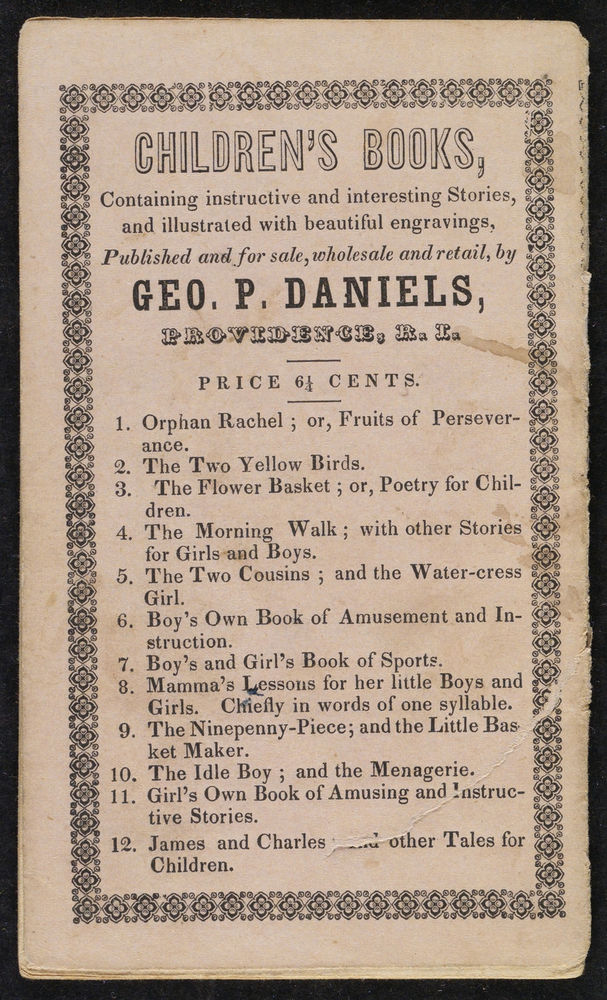 CHILDREN'S BOOKS,
Containing instructive and interesting Stories,
and illustrated with beautiful engravings,
Published and for sale, wholesale and retail, by
GEO. P. DANIELS,
PROVIDENCE, R. I.
PRICE 6¼ CENTS.
1. Orphan Rachel ; or, Fruits of Persever-
ance.
2. The Two Yellow Birds.
3. The Flower Basket ; or, Poetry for Chil-
dren.
4. The Morning Walk ; with other Stories
for Girls and Boys.
5. The Two Cousins ; and the Water-cress
Girl.
6. Boy's Own Book of Amusement and In-
struction.
7. Boy's and Girl's Book of Sports.
8. Mamma's Lessons for her little Boys and
Girls. Chiefly in words of one syllable.
9. The Ninepenny-Piece; and the Little Bas
ket Maker.
10. The Idle Boy ; and the Menagerie.
11. Girl's Own Book of Amusing and Instruc-
tive Stories.
12. James and Charles and other Tales for
Children.